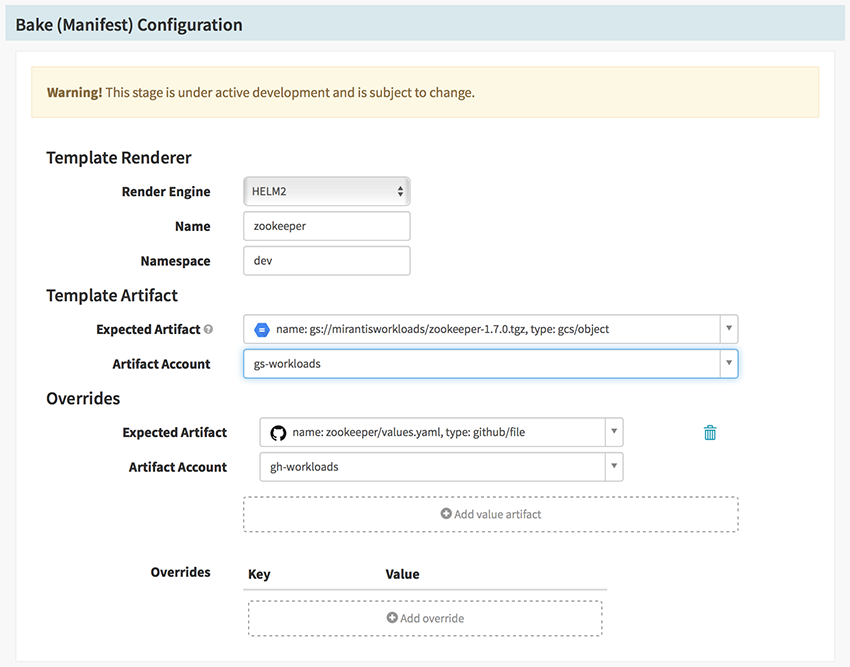 Bake (Manifest) Configuration
Warning! This stage is under active development and is subject to change.
Template Renderer
Render Engine HELM2
Name zookeeper
Namespace dev
Template Artifact
Expected Artifact name: gs://mirantisworkloads/zookeeper-1.7.0.tgz, type: gcs/object
Artifact Account gs-workloads
Overrides
Expected Artifact name: zookeeper/values.yaml, type: github/file
Artifact Account gh-workloads
Add value artifact
Overrides Key Value
Add override